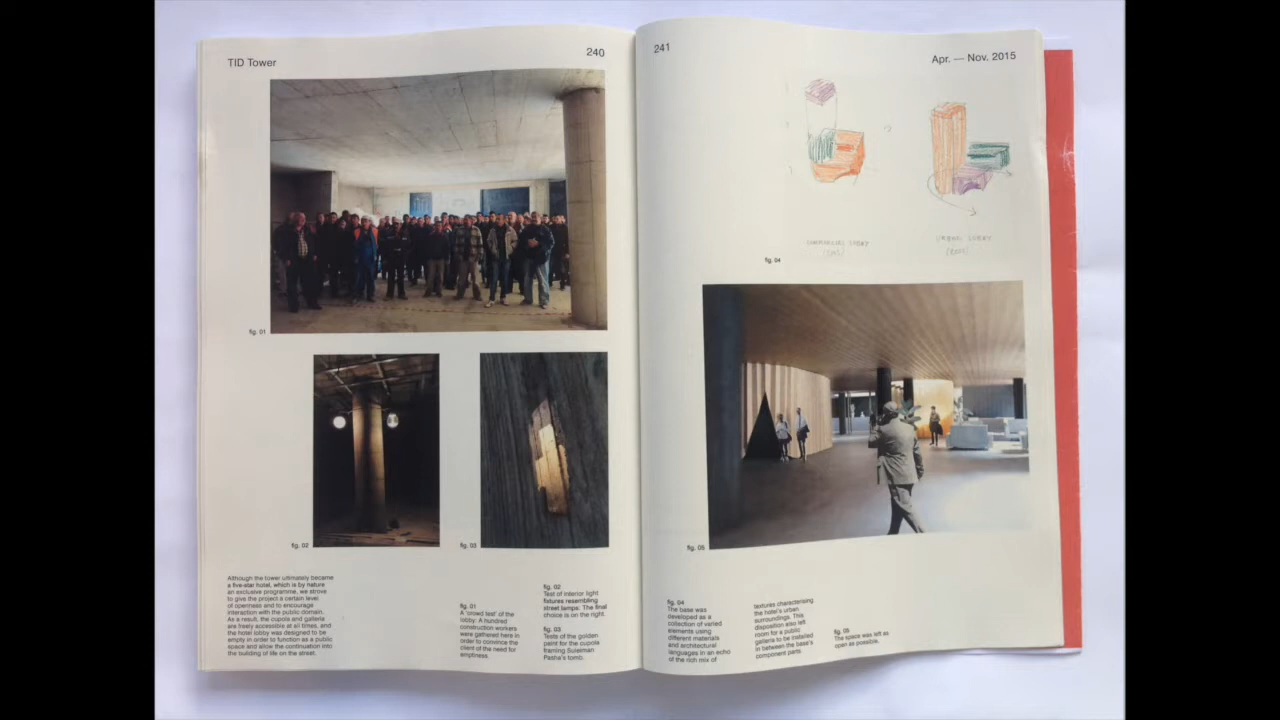 TID Tower
240
fig. 01
fig. 02
fig. 03
Although the tower ultimately became
a five-star hotel, which is by nature
an exclusive programme, we strove
to give the project a certain level
of openness and to encourage
interaction with the public domain.
As a result, the cupola and galleria
are freely accessible at all times, and
the hotel lobby was designed to be
empty in order to function as a public
space and allow the continuation into
the building of life on the street.
fig. 01
A 'crowd test' of the
lobby: A hundred
construction workers
were gathered here in
order to convince the
client of the need for
emptiness.
fig. 02
Test of interior light
fixtures resembling
street lamps: The final
choice is on the right.
fig. 03
Tests of the golden
paint for the cupola
framing Suleiman
Pasha's tomb.
241
Apr. — Nov. 2015
fig. 04
fig. 05
fig. 04
The base was
developed as a
collection of varied
elements using
different materials
and architectural
languages in an echo
of the rich mix of
textures characterising
the hotel's urban
surroundings. This
disposition also left
room for a public
galleria to be installed
in between the base's
component parts.
fig. 05
The space was left as
open as possible.